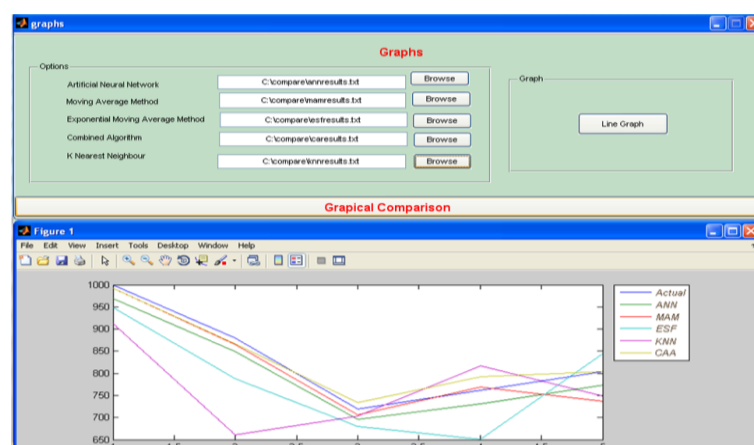 graphs
Graphs
Options
Artificial Neural Network C:\compare\annresults.txt Browse
Moving Average Method C:\compare\mamresults.txt Browse
Exponential Moving Average Method C:\compare\esfresults.txt Browse
Combined Algorithm C:\compare\caresults.txt Browse
K Nearest Neighbour C:\compare\knnresults.txt Browse
Graph
Line Graph
Grapical Comparison
Figure 1
File Edit View Insert Tools Desktop Window Help
1000
950
900
850
800
750
700
650
Actual
ANN
MAM
ESF
KNN
CAA